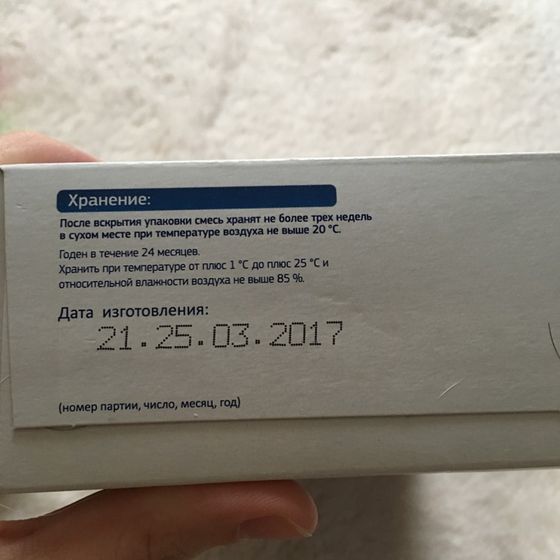 Хранение:
После вскрытия упаковки смесь хранят не более трех недель
в сухом месте при температуре воздуха не выше 20 °С.
Годен в течение 24 месяцев.
Хранить при температуре от плюс 1 °С до плюс 25 °С и
относительной влажности воздуха не выше 85 %.
Дата изготовления:
21.25.03.2017
(номер партии, число, месяц, год)